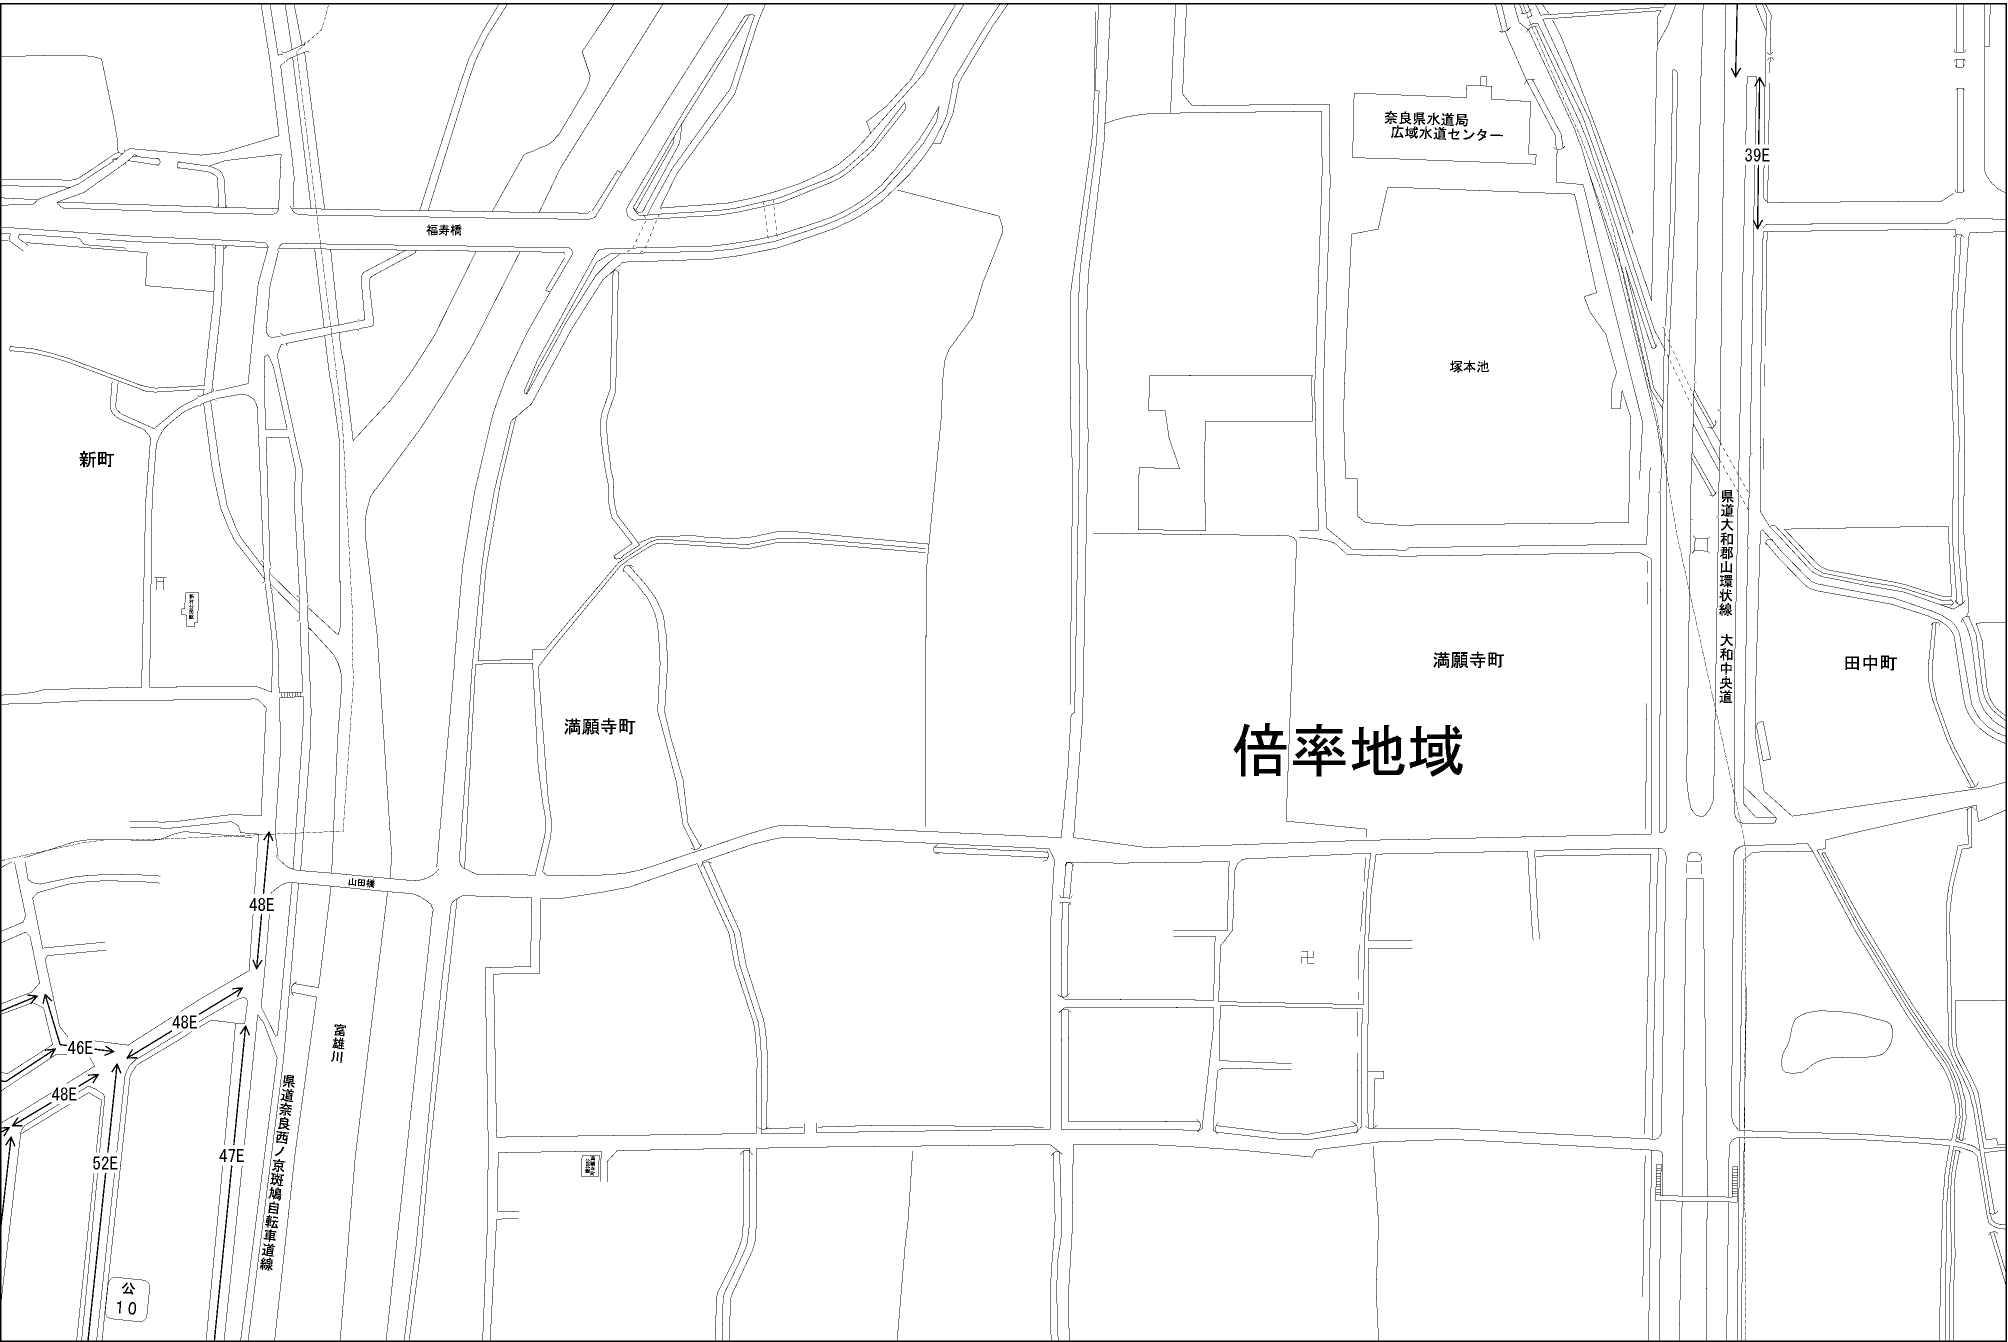 奈良県水道局
広域水道センター
39E
福寿橋
塚本池
新町
県道大和郡山環状線 大和中央道
満願寺町
田中町
満願寺町
倍率地域
山田橋
48E
48E
46E
48E
富雄川
県道奈良西ノ京斑鳩自転車道線
52E
47E
公
10